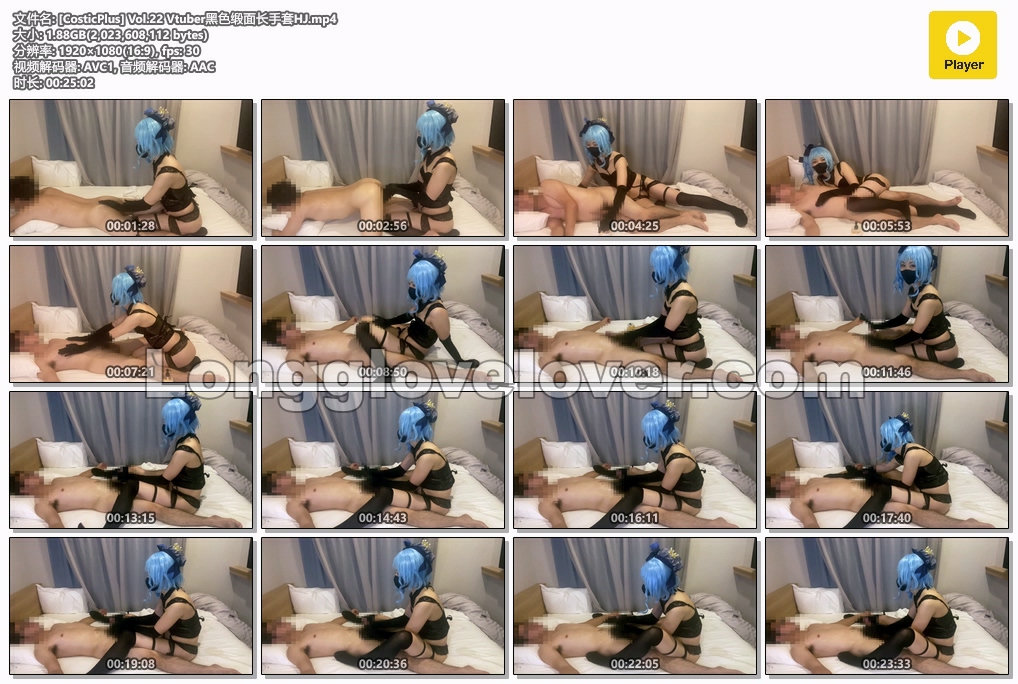 文件名: [CosticPlus] Vol.22 Vtuber黑色缎面长手套HJ.mp4
大小: 1.88GB(2,023,608,112 bytes)
分辨率: 1920×1080(16:9), fps: 30
视频解码器: AVC1, 音频解码器: AAC
时长: 00:25:02
Player
00:01:28
00:02:56
00:04:25
00:05:53
00:07:21
00:08:50
00:10:18
00:11:46
Longglovelover.com
00:13:15
00:14:43
00:16:11
00:17:40
00:19:08
00:20:36
00:22:05
00:23:33